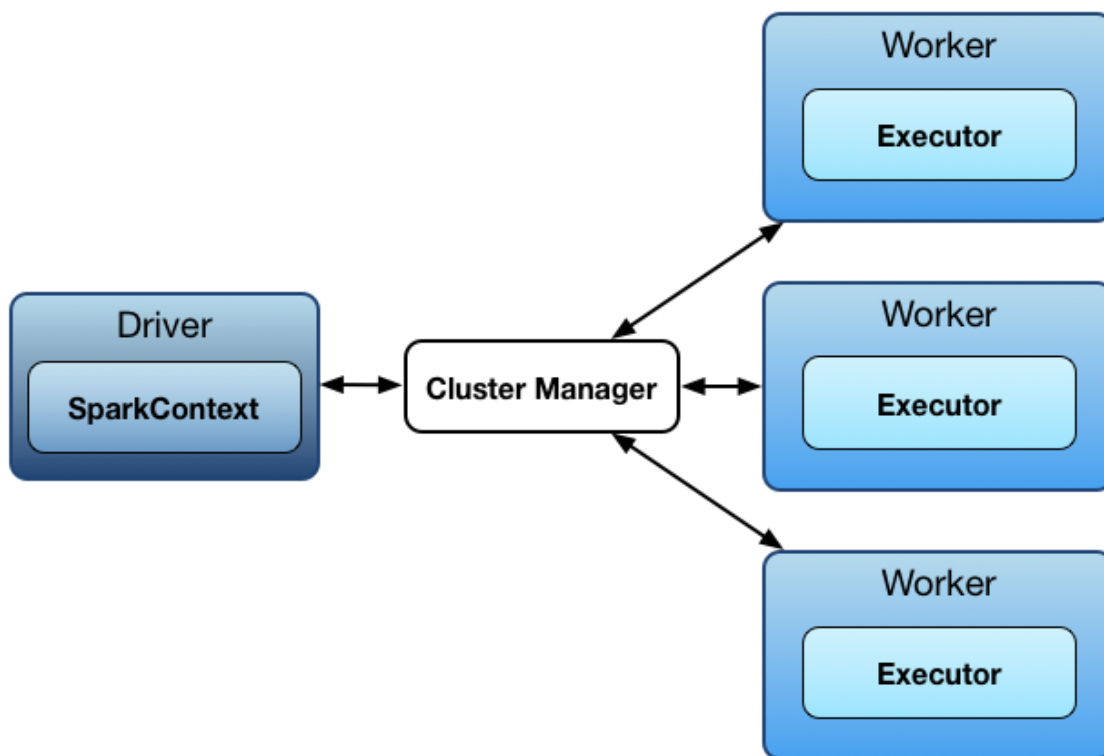 Worker
Executor
Driver
SparkContext
Cluster Manager
Worker
Executor
Worker
Executor